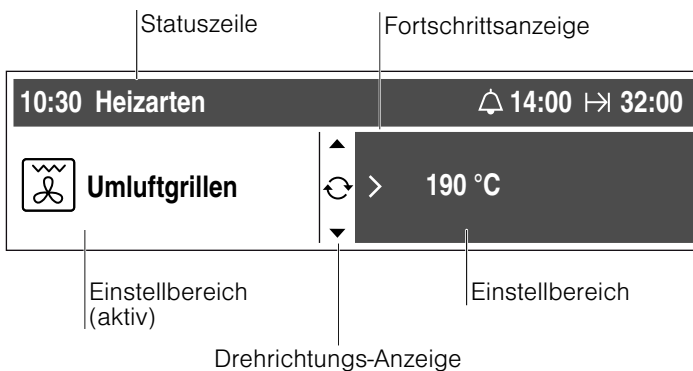 Statuszeile
Fortschrittsanzeige
10:30 Heizarten 14:00 32:00
Umluftgrillen 190 °C
Einstellbereich
(aktiv)
Einstellbereich
Drehrichtungs-Anzeige